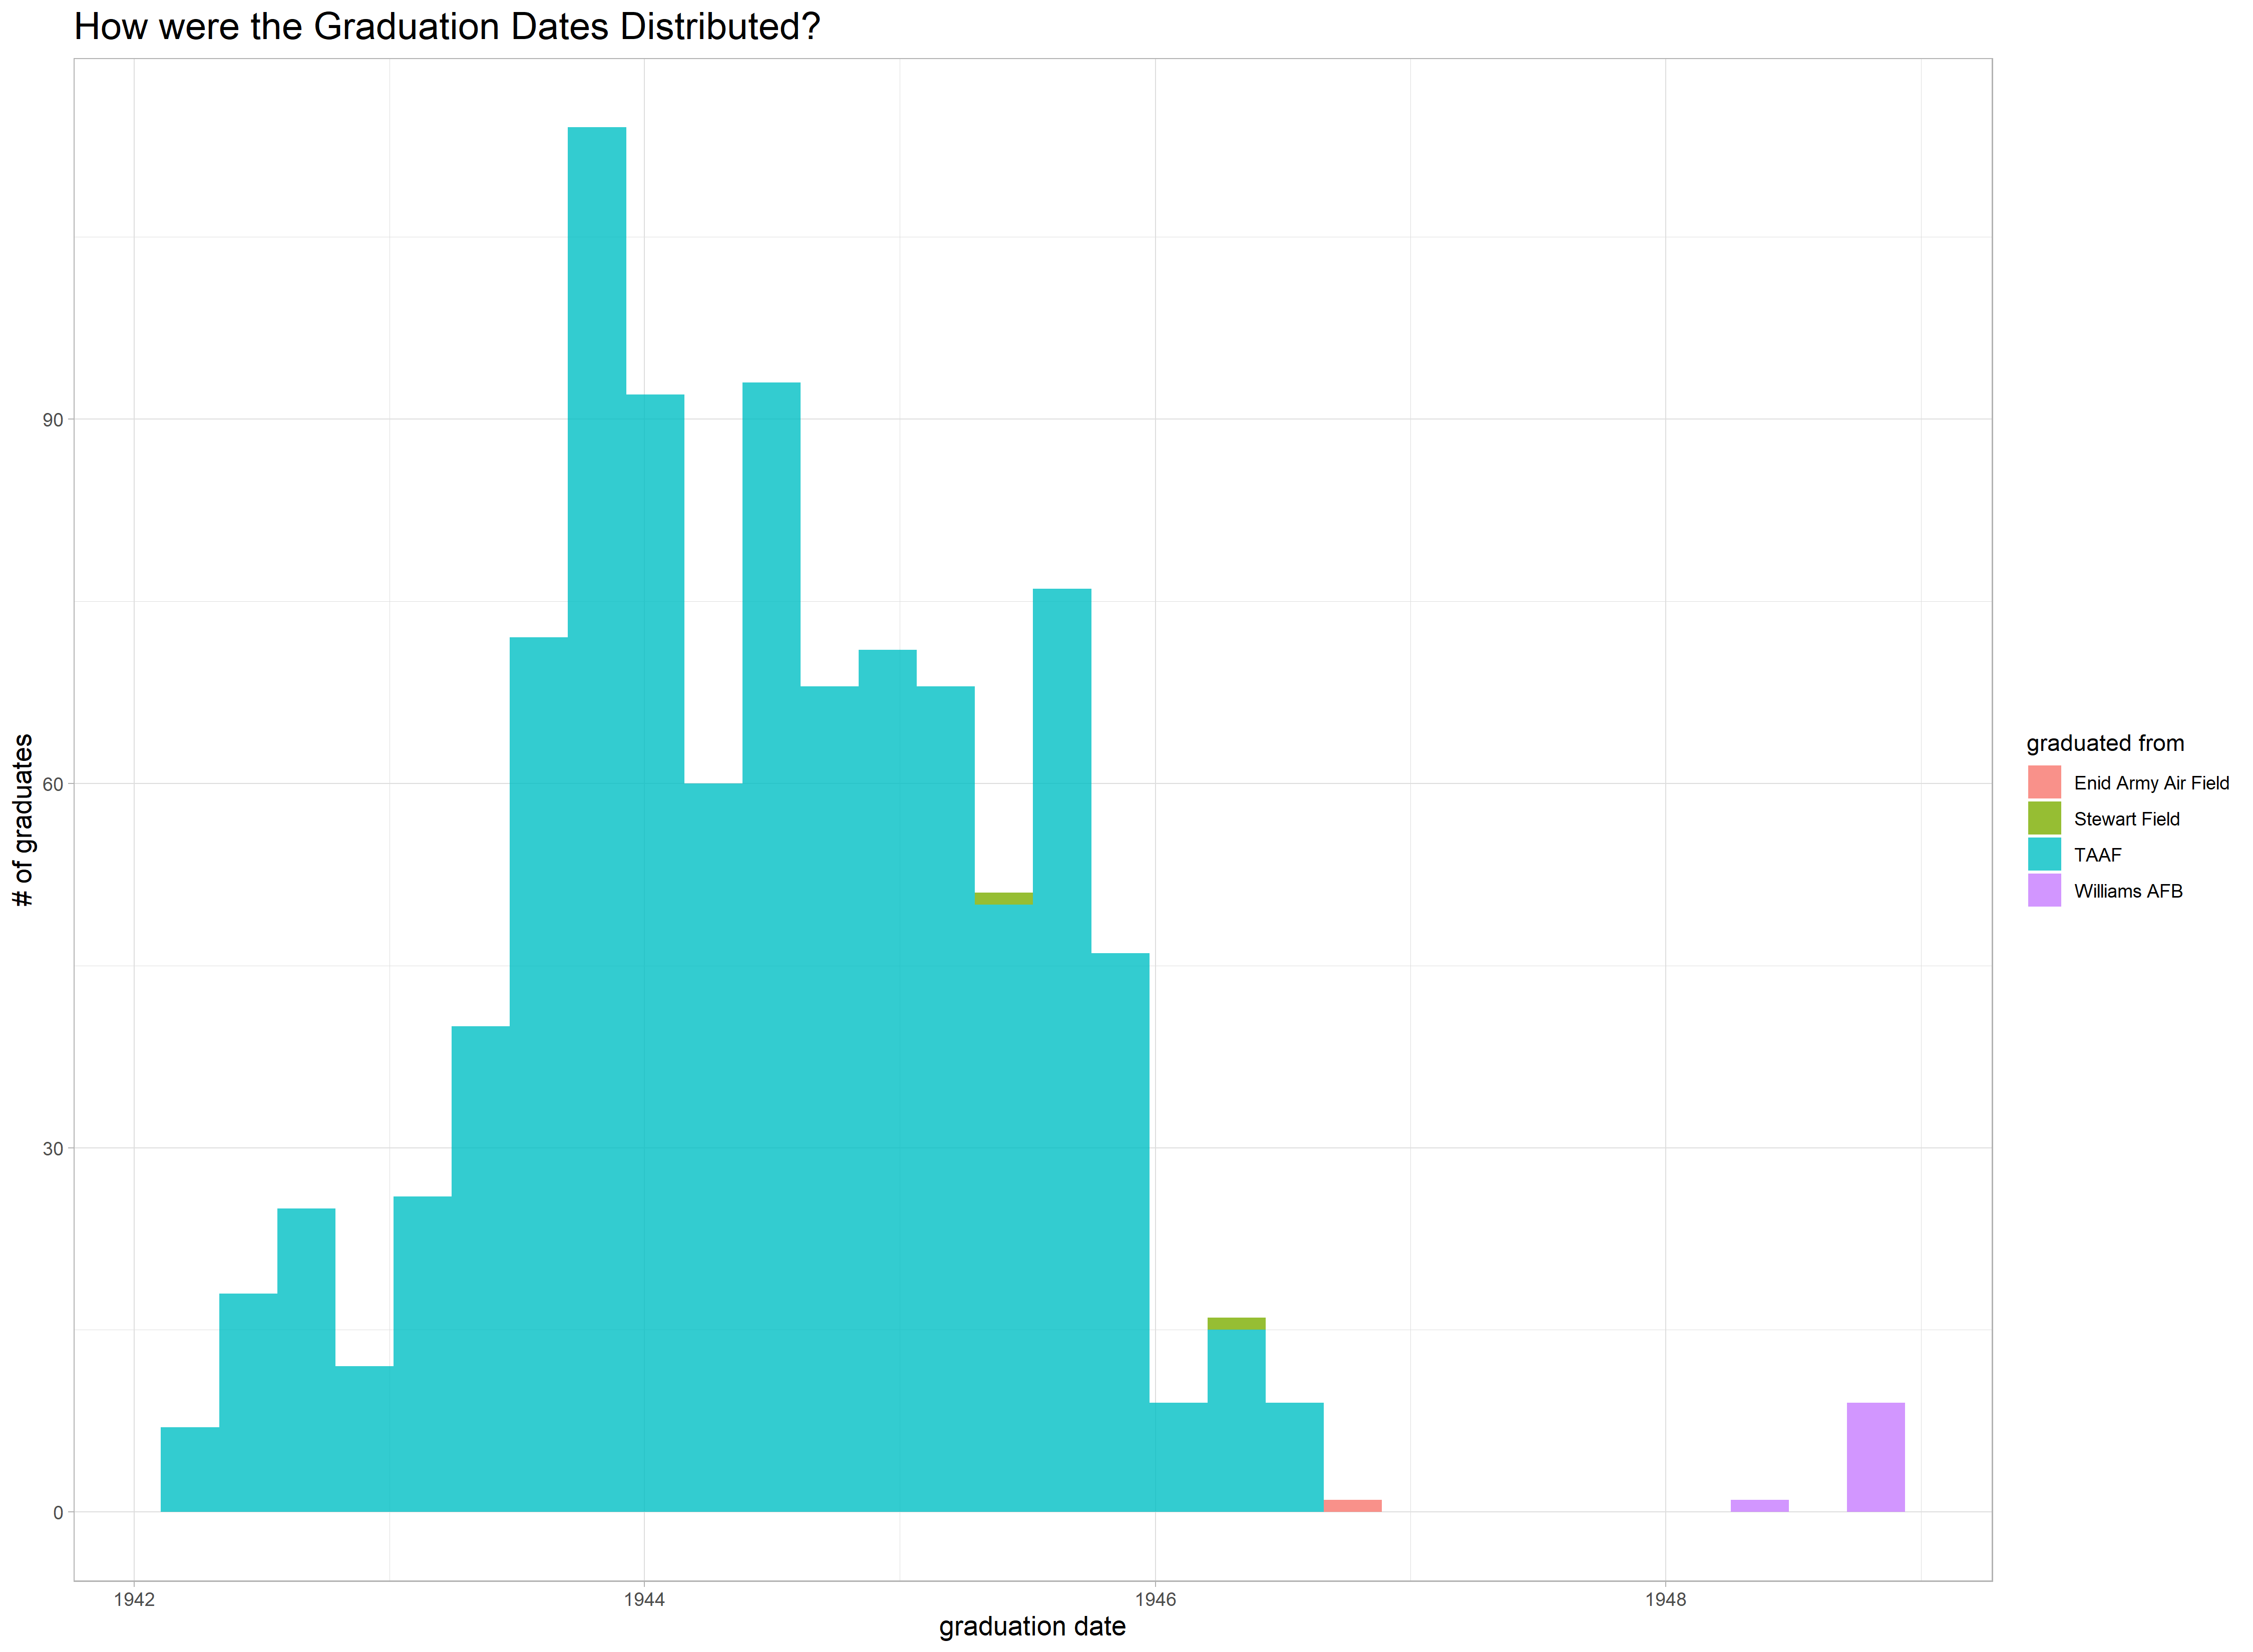 How were the Graduation Dates Distributed?
# of graduates
90
60
30
0
1942
1944
1946
1948
graduation date
graduated from
Enid Army Air Field
Stewart Field
TAAF
Williams AFB